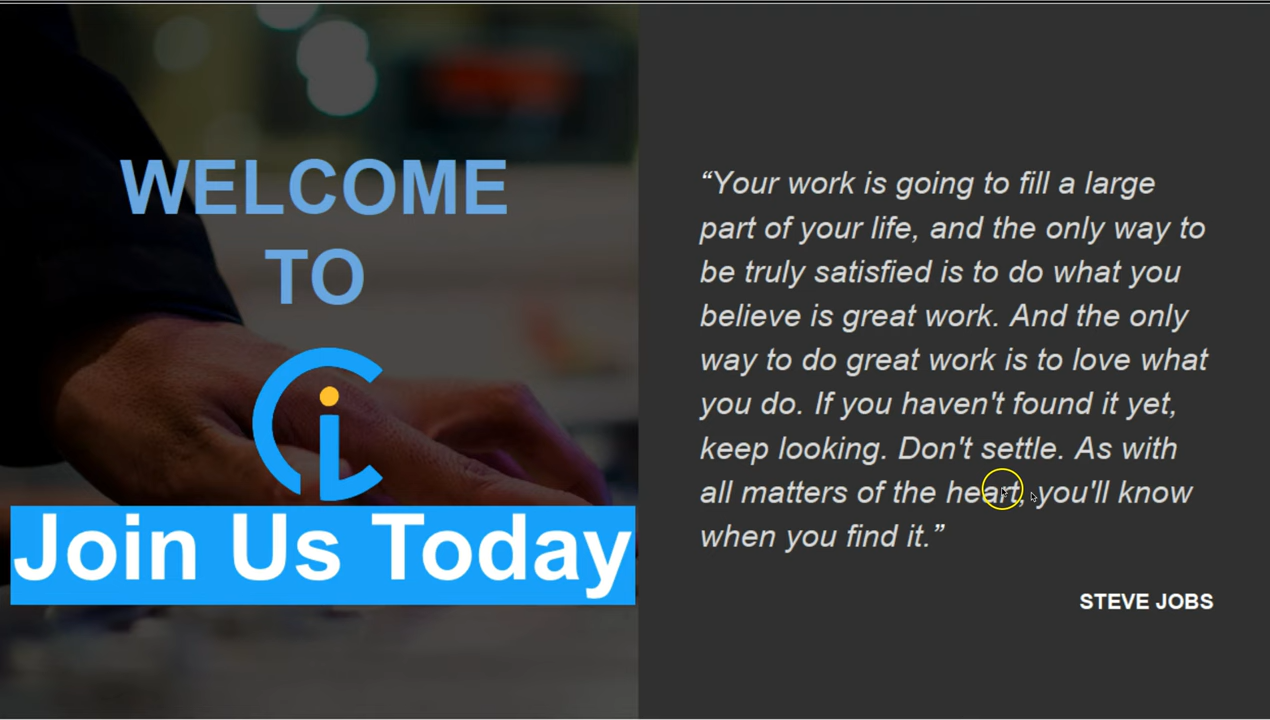 WELCOME
TO
Join Us Today
“Your work is going to fill a large
part of your life, and the only way to
be truly satisfied is to do what you
believe is great work. And the only
way to do great work is to love what
you do. If you haven't found it yet,
keep looking. Don't settle. As with
all matters of the heart, you'll know
when you find it.”
STEVE JOBS